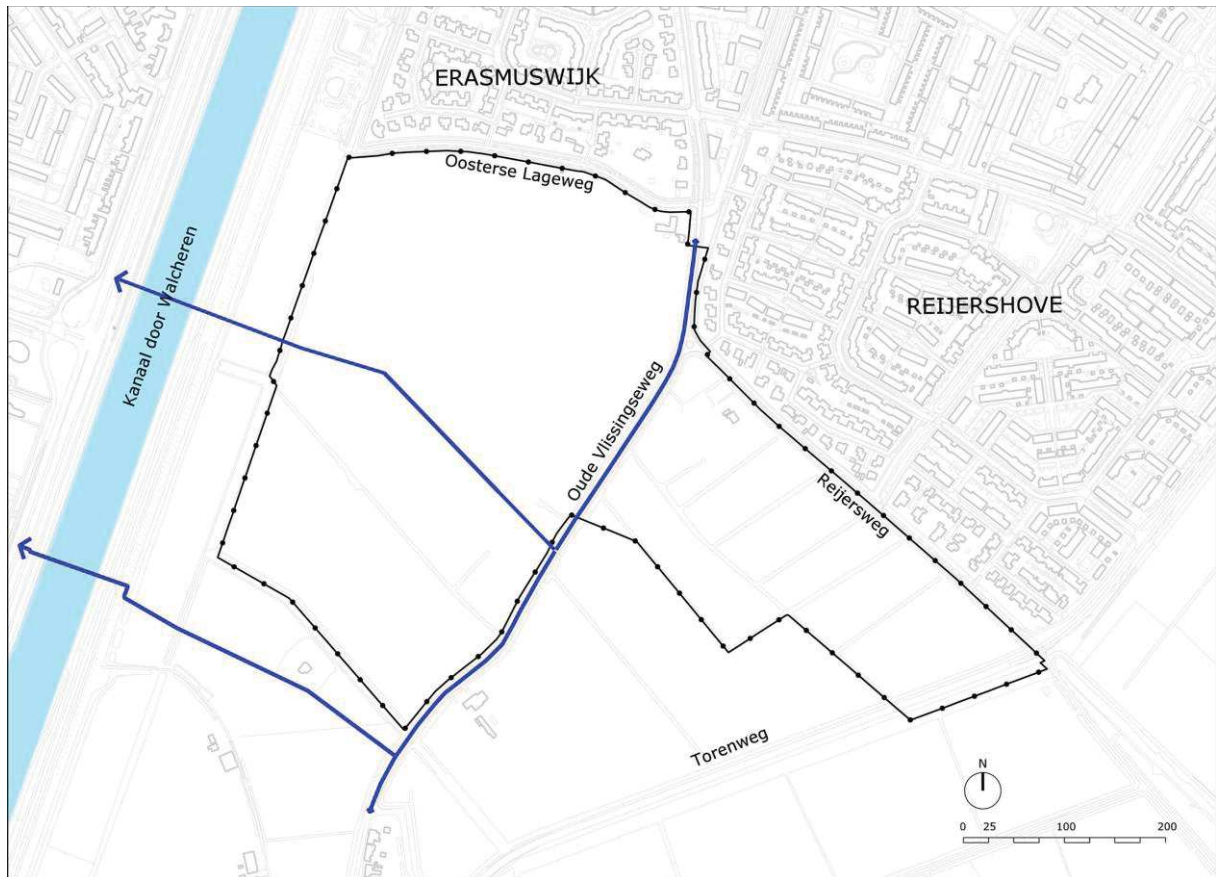 ERASMUSWIJK
Oosterse Lageweg
Kanaal door Walcheren
REIJERSHOVE
Oude Vlissingseweg
Reijersweg
Torenweg
N
0 25 100 200